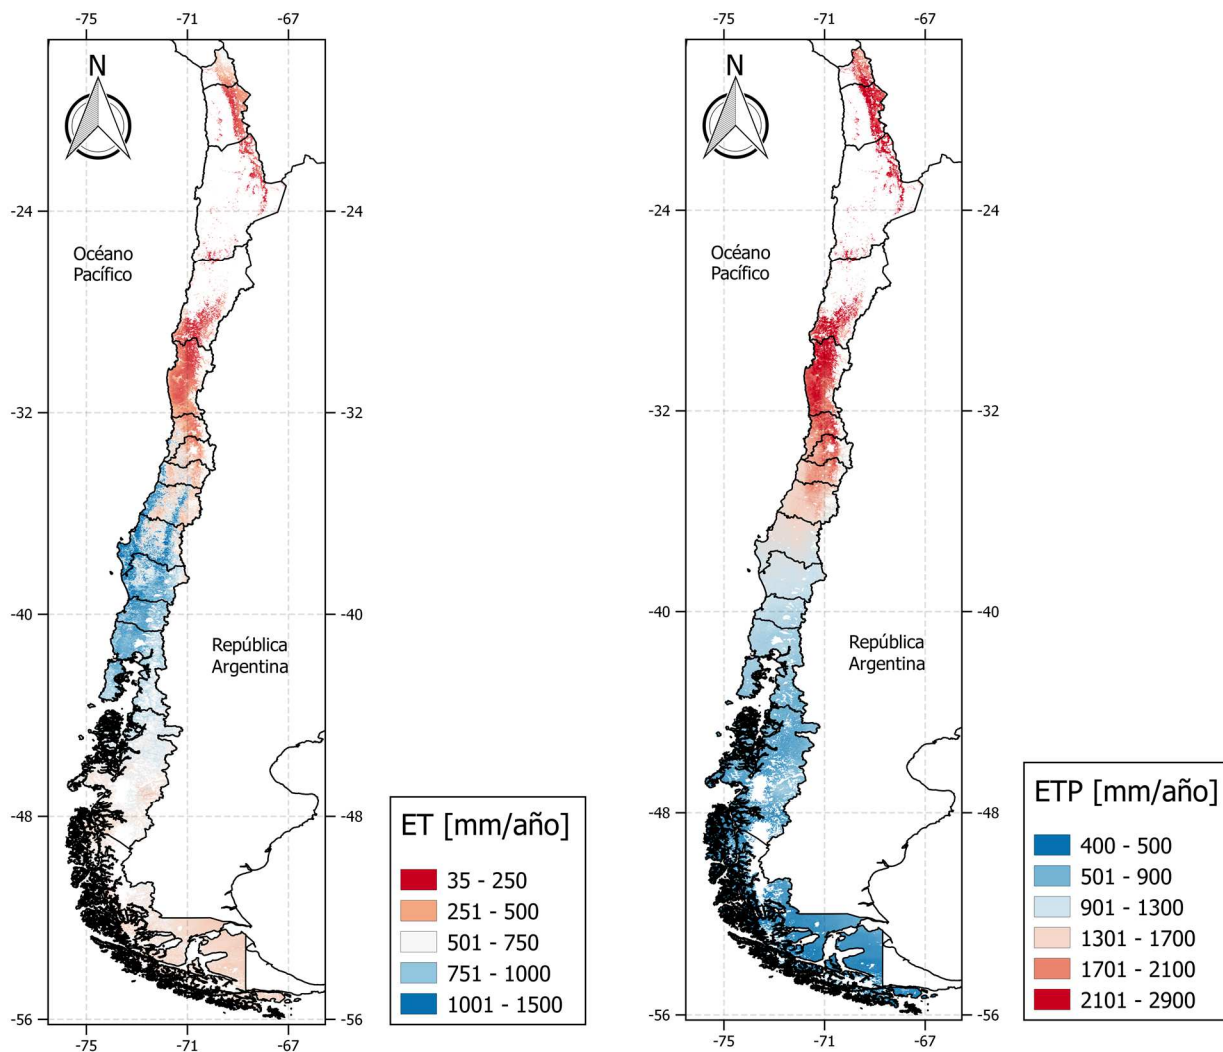 -75
-71
-67
N
-24
-24
Océano
Pacífico
-32
-32
-40
-40
República
Argentina
-48
ET [mm/año]
35 - 250
251 - 500
501 - 750
751 - 1000
1001 - 1500
-56
-75
-71
-67
-75
-71
-67
N
-24
-24
Océano
Pacífico
-32
-32
-40
-40
República
Argentina
-48
-48
ETP [mm/año]
400 - 500
501 - 900
901 - 1300
1301 - 1700
1701 - 2100
2101 - 2900
-56
-56
-75
-71
-67